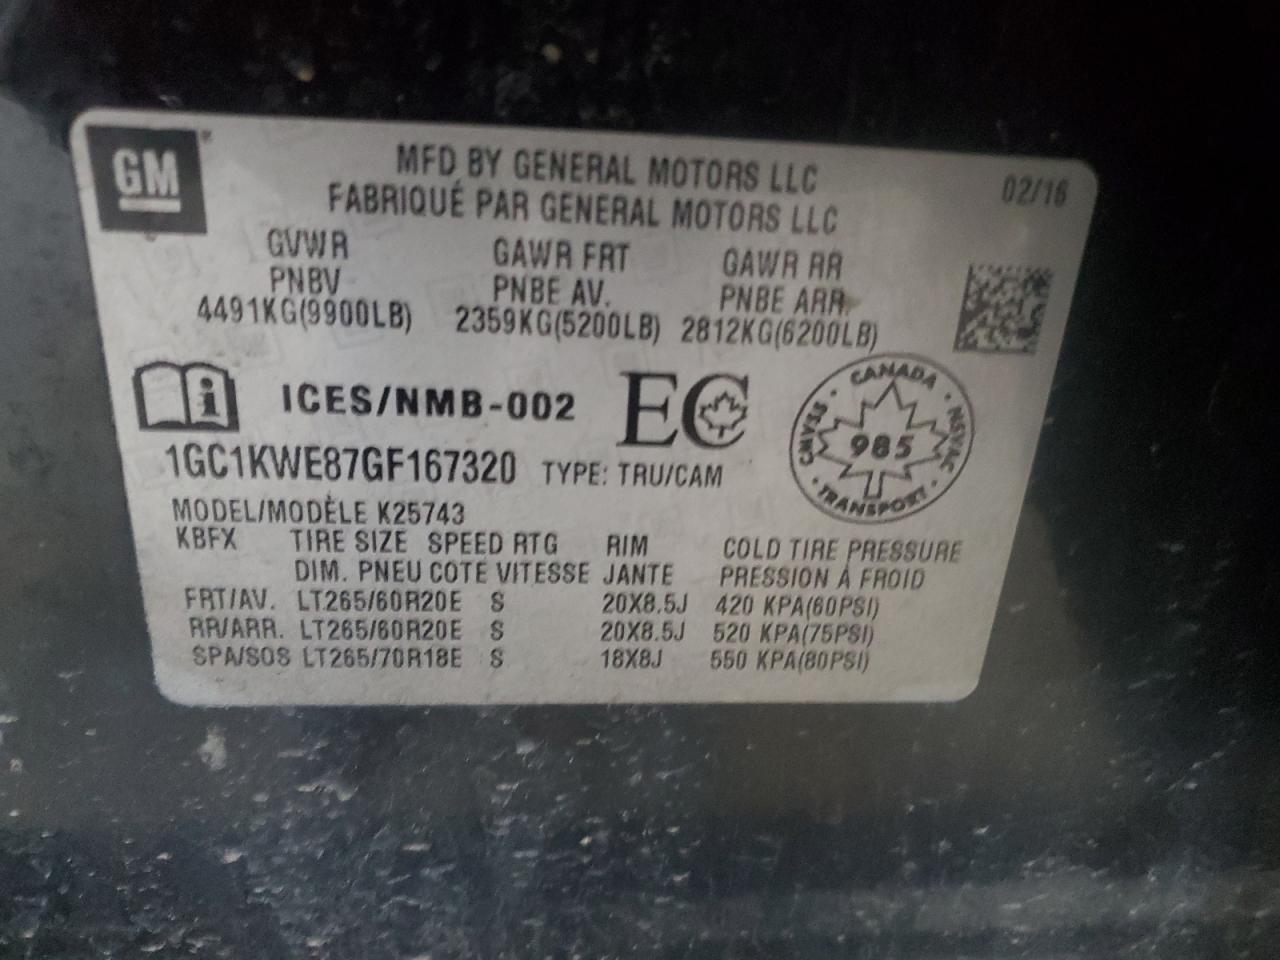 GM
MFD BY GENERAL MOTORS LLC
02/16
FABRIQUÉ PAR GENERAL MOTORS LLC
GVWR GAWR FRT GAWR RR
PNBV PNBE AV. PNBE ARR.
4491KG(9900LB) 2359KG(5200LB) 2812KG(6200LB)
i ICES/NMB-002 EC
CANADA · NSVAC · TRANSPORT · NSVAC ·
985
1GC1KWE87GF167320 TYPE: TRU/CAM
MODEL/MODÈLE K25743
KBFX TIRE SIZE SPEED RTG RIM COLD TIRE PRESSURE
DIM. PNEU COTE VITESSE JANTE PRESSION À FROID
FRT/AV. LT265/60R20E S 20X8.5J 420 KPA(60PSI)
RR/ARR. LT265/60R20E S 20X8.5J 520 KPA(75PSI)
SPA/SOS LT265/70R18E S 18X8J 550 KPA(80PSI)